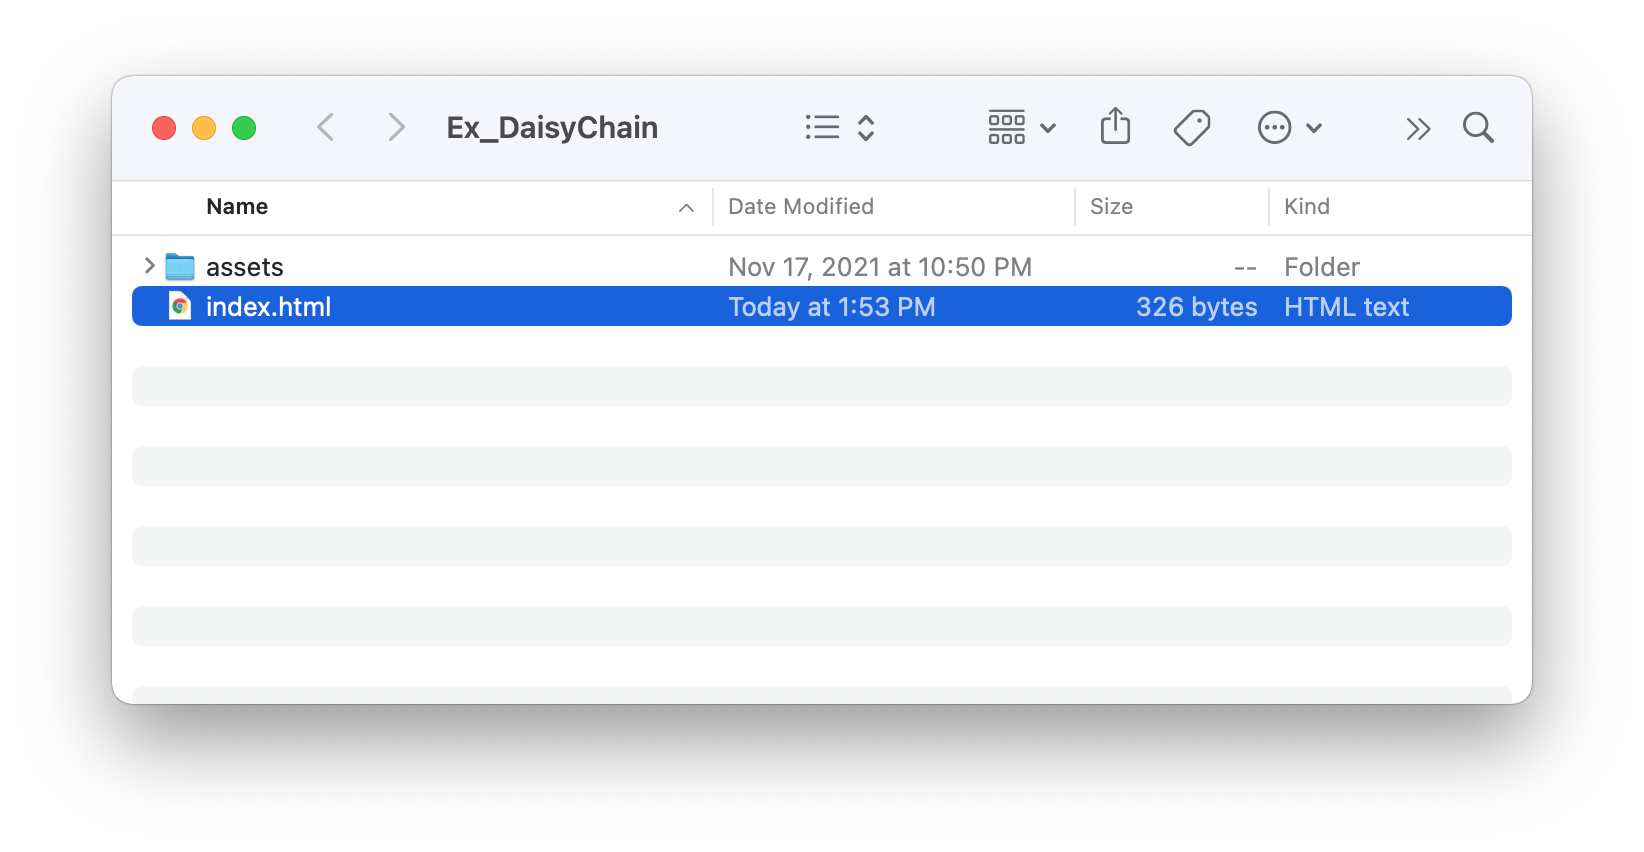 Ex_DaisyChain
Name Date Modified Size Kind
assets Nov 17, 2021 at 10:50 PM -- Folder
index.html Today at 1:53 PM 326 bytes HTML text